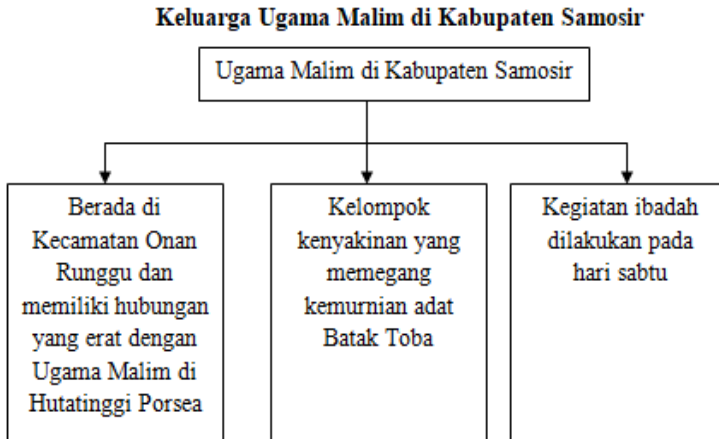 Keluarga Ugama Malim di Kabupaten Samosir
Ugama Malim di Kabupaten Samosir
Berada di
Kecamatan Onan
Runggu dan
memiliki hubungan
yang erat dengan
Ugama Malim di
Hutatinggi Porsea
Kelompok
kenyakinan yang
memegang
kemurnian adat
Batak Toba
Kegiatan ibadah
dilakukan pada
hari sabtu